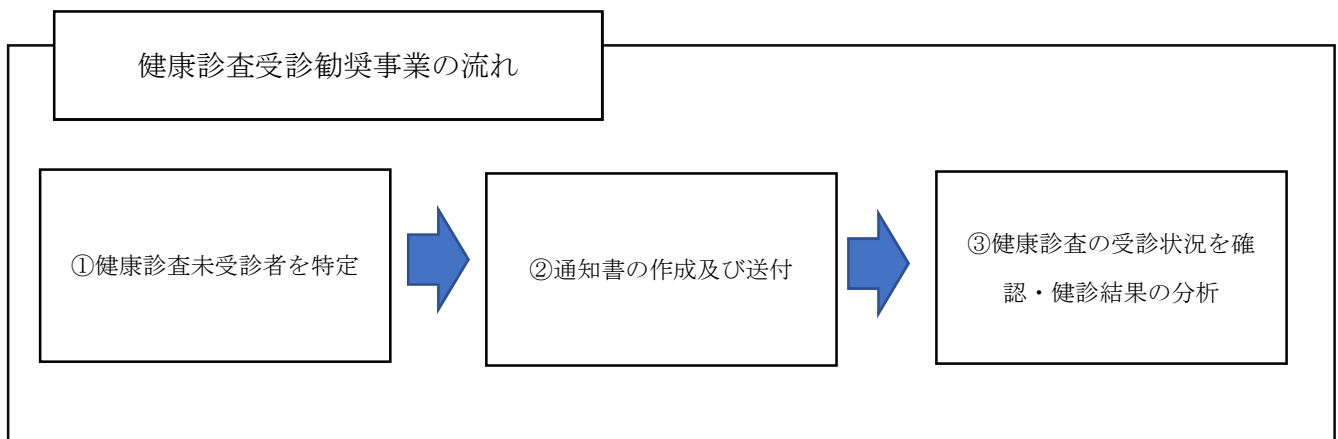 健康診査受診勧奨事業の流れ
①健康診査未受診者を特定
②通知書の作成及び送付
③健康診査の受診状況を確
認・健診結果の分析